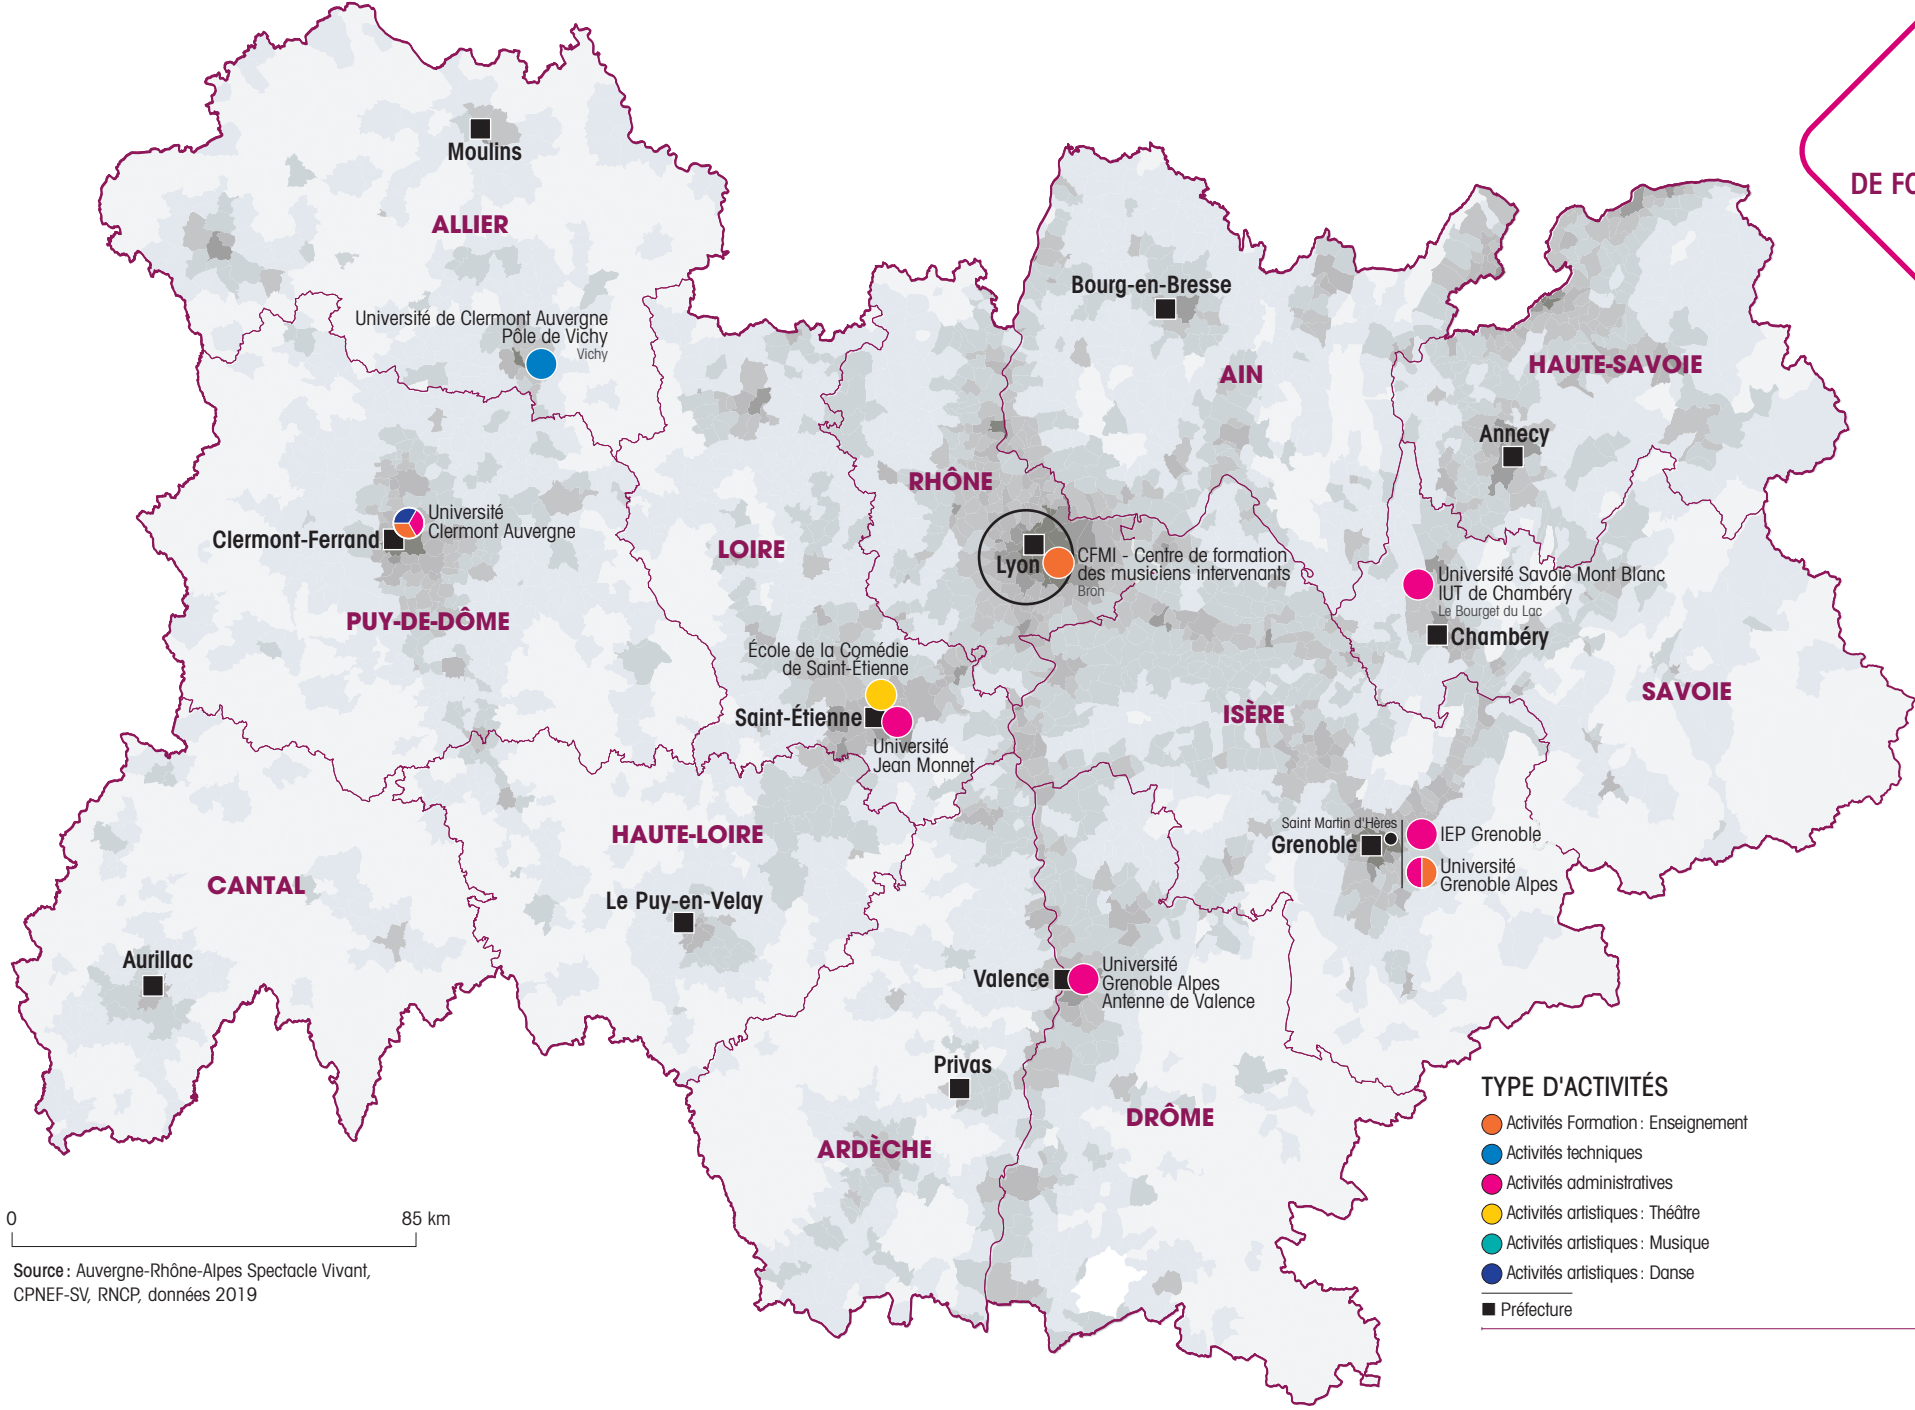 DE FO
Moulins
ALLIER
Bourg-en-Bresse
Université de Clermont Auvergne
Pôle de Vichy
Vichy
AIN
HAUTE-SAVOIE
Annecy
RHÔNE
Université
Clermont Auvergne
Clermont-Ferrand
LOIRE
Lyon
CFMI - Centre de formation
des musiciens intervenants
Bron
Université Savoie Mont Blanc
IUT de Chambéry
Le Bourget du Lac
Chambéry
PUY-DE-DÔME
École de la Comédie
de Saint-Étienne
Saint-Étienne
Université
Jean Monnet
ISÈRE
SAVOIE
HAUTE-LOIRE
Saint Martin d'Hères
Grenoble
IEP Grenoble
Université
Grenoble Alpes
CANTAL
Le Puy-en-Velay
Aurillac
Valence
Université
Grenoble Alpes
Antenne de Valence
Privas
DRÔME
ARDÈCHE
TYPE D'ACTIVITÉS
Activités Formation : Enseignement
Activités techniques
Activités administratives
Activités artistiques : Théâtre
Activités artistiques : Musique
Activités artistiques : Danse
Préfecture
0 85 km
Source : Auvergne-Rhône-Alpes Spectacle Vivant,
CPNEF-SV, RNCP, données 2019